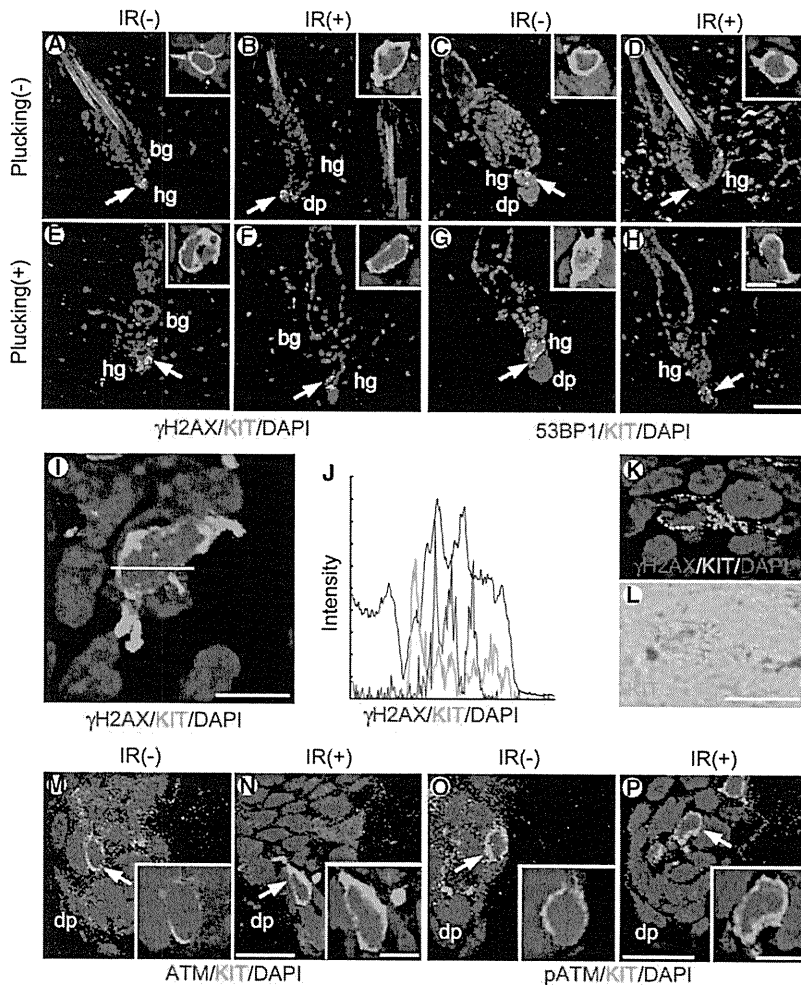 IR(-) IR(+) IR(-) IR(+)
Plucking(-)
A B C D
bg
hg
hg
dp
hg
dp
hg
Plucking(+)
E F G H
bg
hg
bg
hg
dp
hg
γH2AX/KIT/DAPI 53BP1/KIT/DAPI
I J K
Intensity
γH2AX/KIT/DAPI
L
γH2AX/KIT/DAPI γH2AX/KIT/DAPI
IR(-) IR(+) IR(-) IR(+)
M N O P
dp dp dp dp
ATM/KIT/DAPI pATM/KIT/DAPI